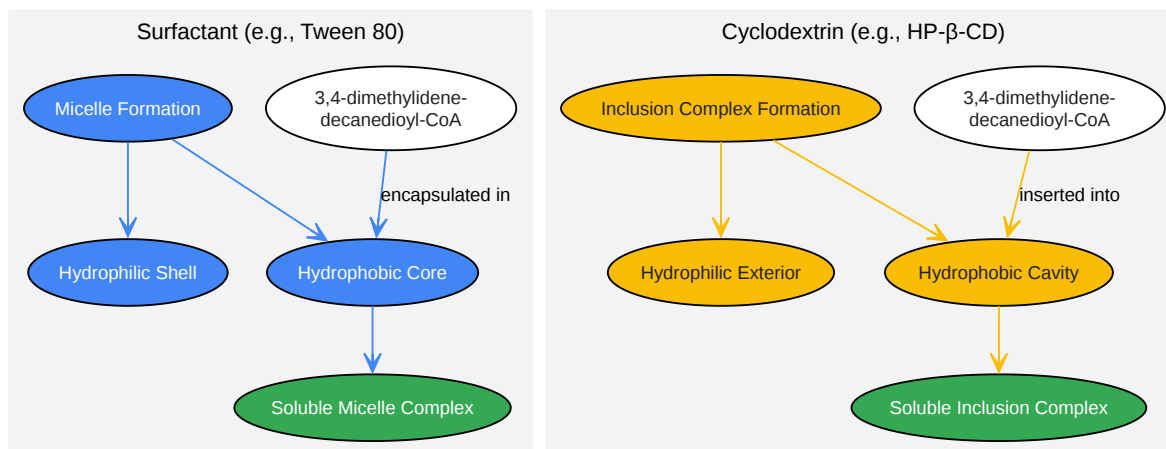 Surfactant (e.g., Tween 80)
Micelle Formation
3,4-dimethylidene-
decanedioyl-CoA
encapsulated in
Hydrophilic Shell
Hydrophobic Core
Soluble Micelle Complex
Cyclodextrin (e.g., HP-β-CD)
Inclusion Complex Formation
3,4-dimethylidene-
decanedioyl-CoA
inserted into
Hydrophilic Exterior
Hydrophobic Cavity
Soluble Inclusion Complex